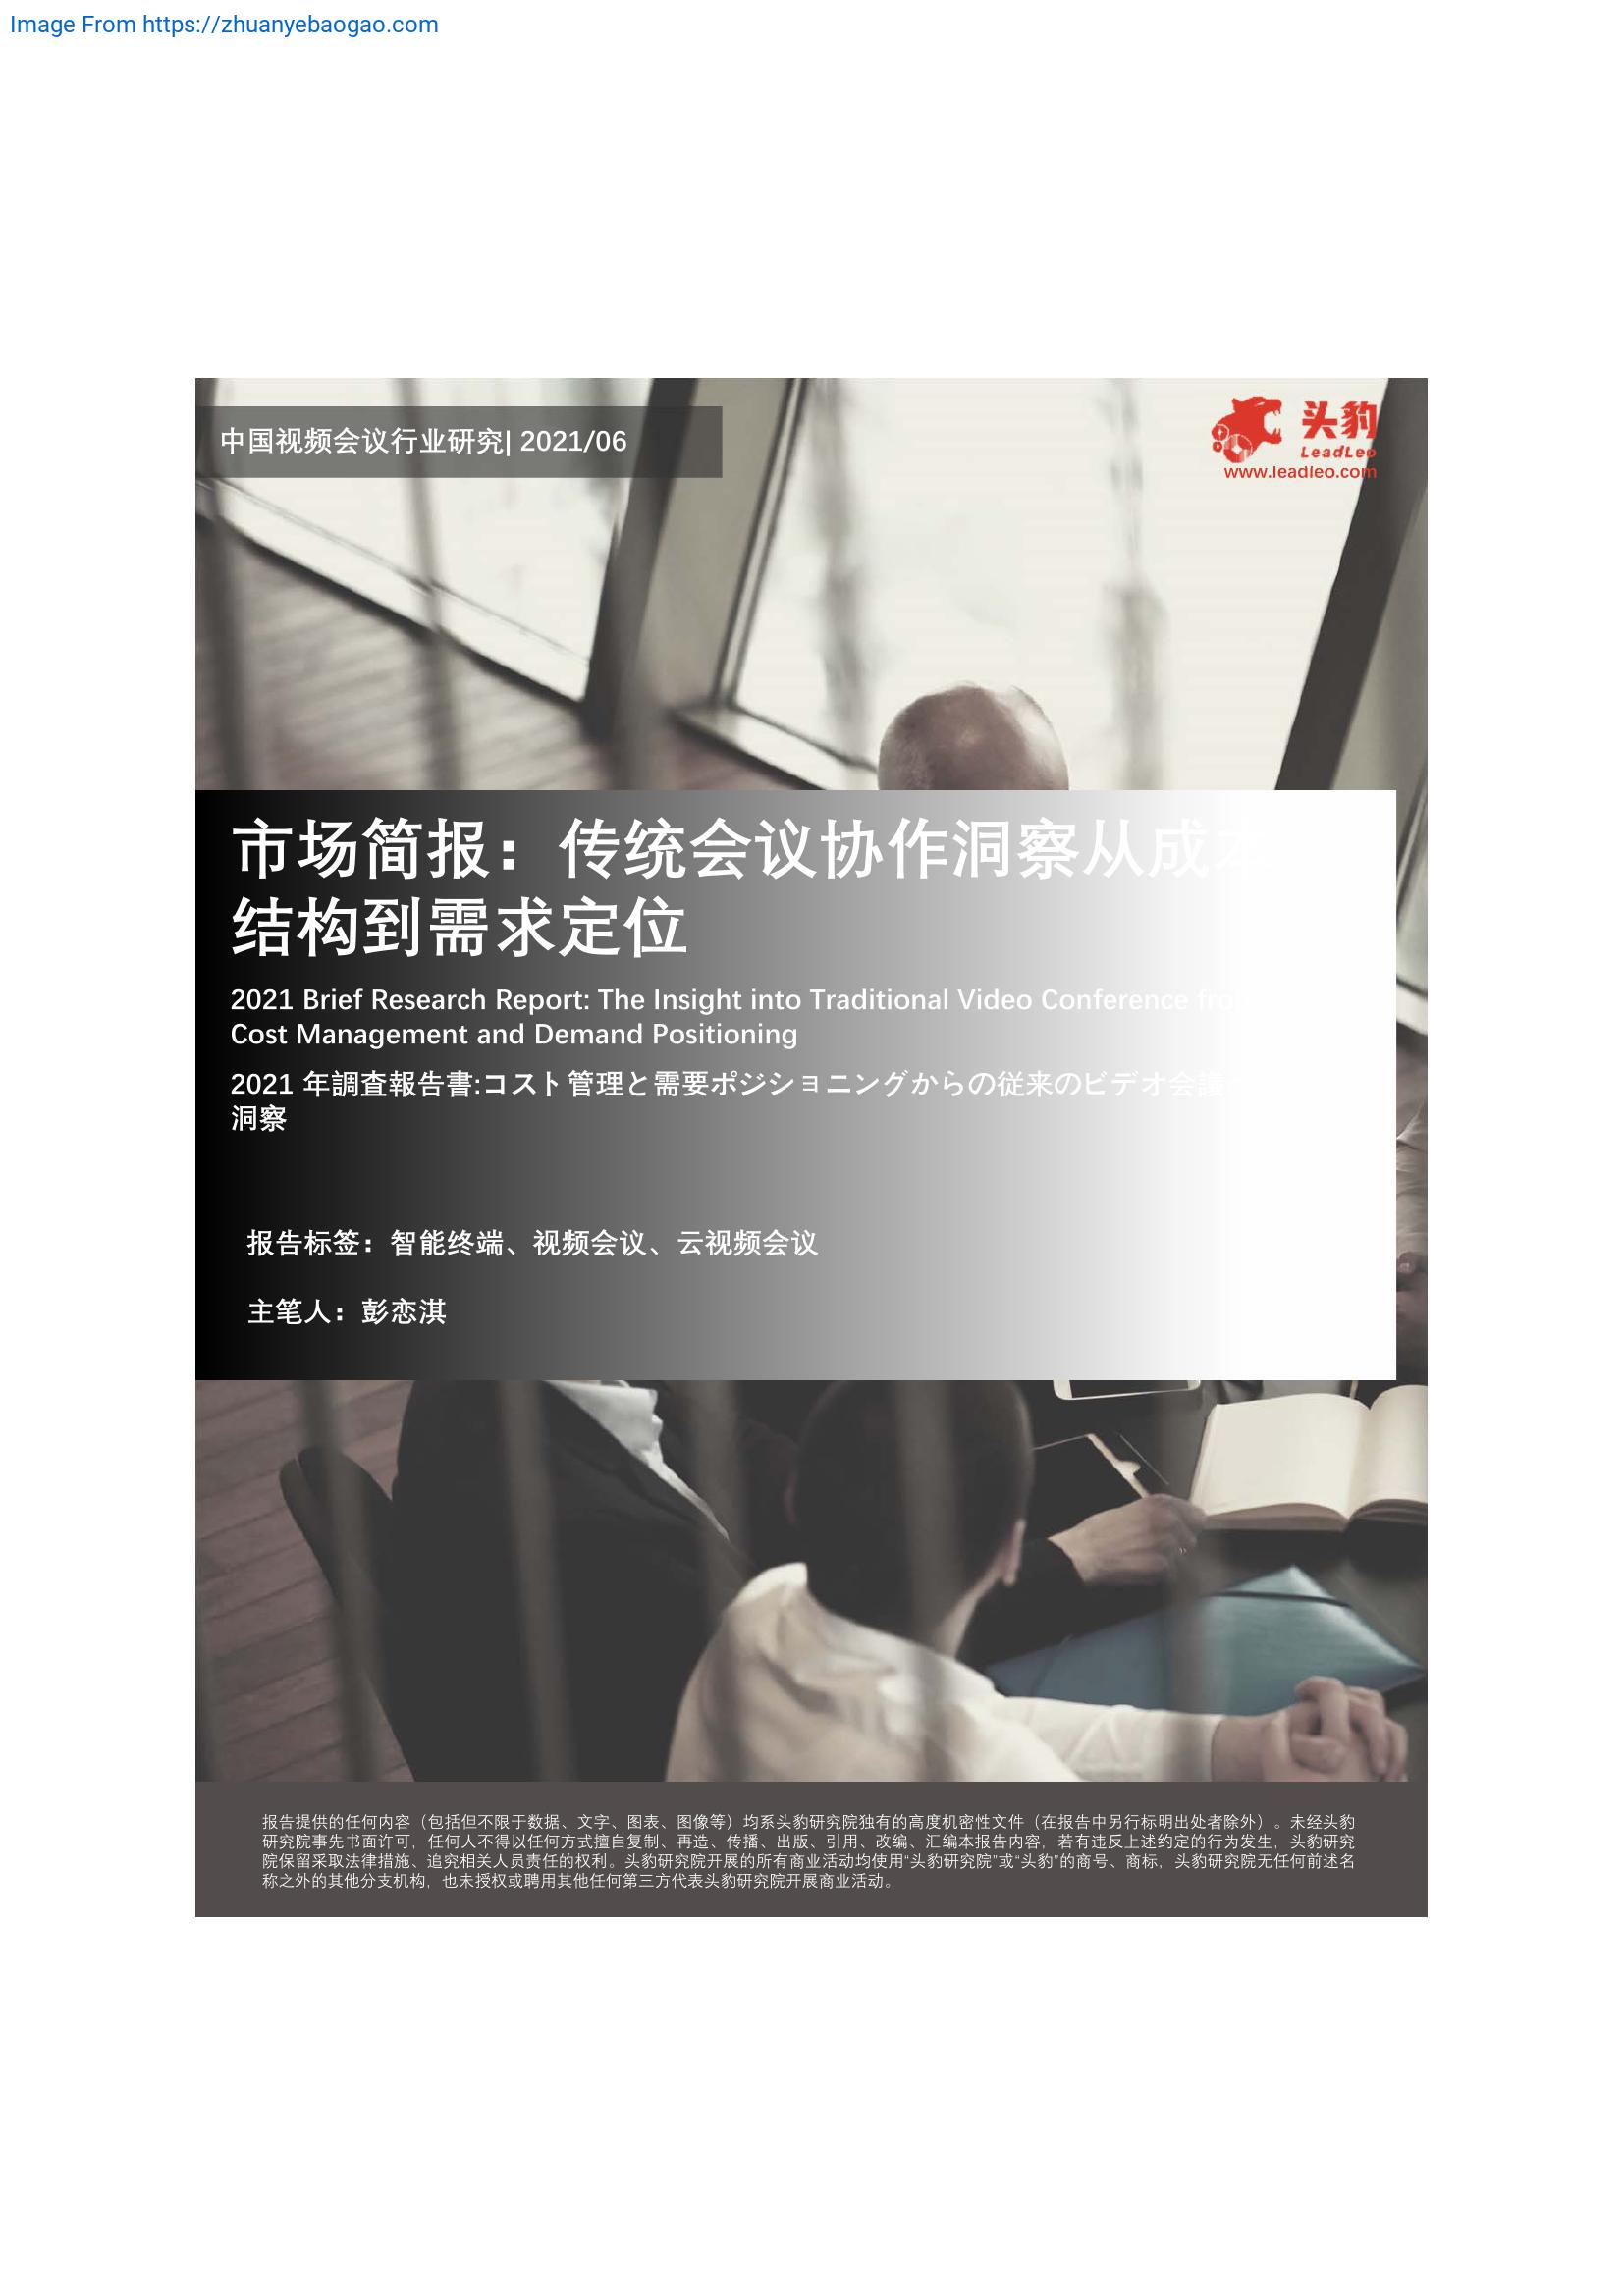 Image From https://zhuanyebaogao.com
中国视频会议行业研究| 2021/06
头豹
LeadLeo
www.leadleo.com
市场简报：传统会议协作洞察从成本
结构到需求定位
2021 Brief Research Report: The Insight into Traditional Video Conference from
Cost Management and Demand Positioning
2021 年調査報告書:コスト管理と需要ポジショニングからの従来のビデオ会議
洞察
报告标签：智能终端、视频会议、云视频会议
主笔人：彭恋淇
报告提供的任何内容（包括但不限于数据、文字、图表、图像等）均系头豹研究院独有的高度机密性文件（在报告中另行标明出处者除外）。未经头豹
研究院事先书面许可，任何人不得以任何方式擅自复制、再造、传播、出版、引用、改编、汇编本报告内容，若有违反上述约定的行为发生，头豹研究
院保留采取法律措施、追究相关人员责任的权利。头豹研究院开展的所有商业活动均使用“头豹研究院”或“头豹”的商号、商标，头豹研究院无任何前述名
称之外的其他分支机构，也未授权或聘用其他任何第三方代表头豹研究院开展商业活动。